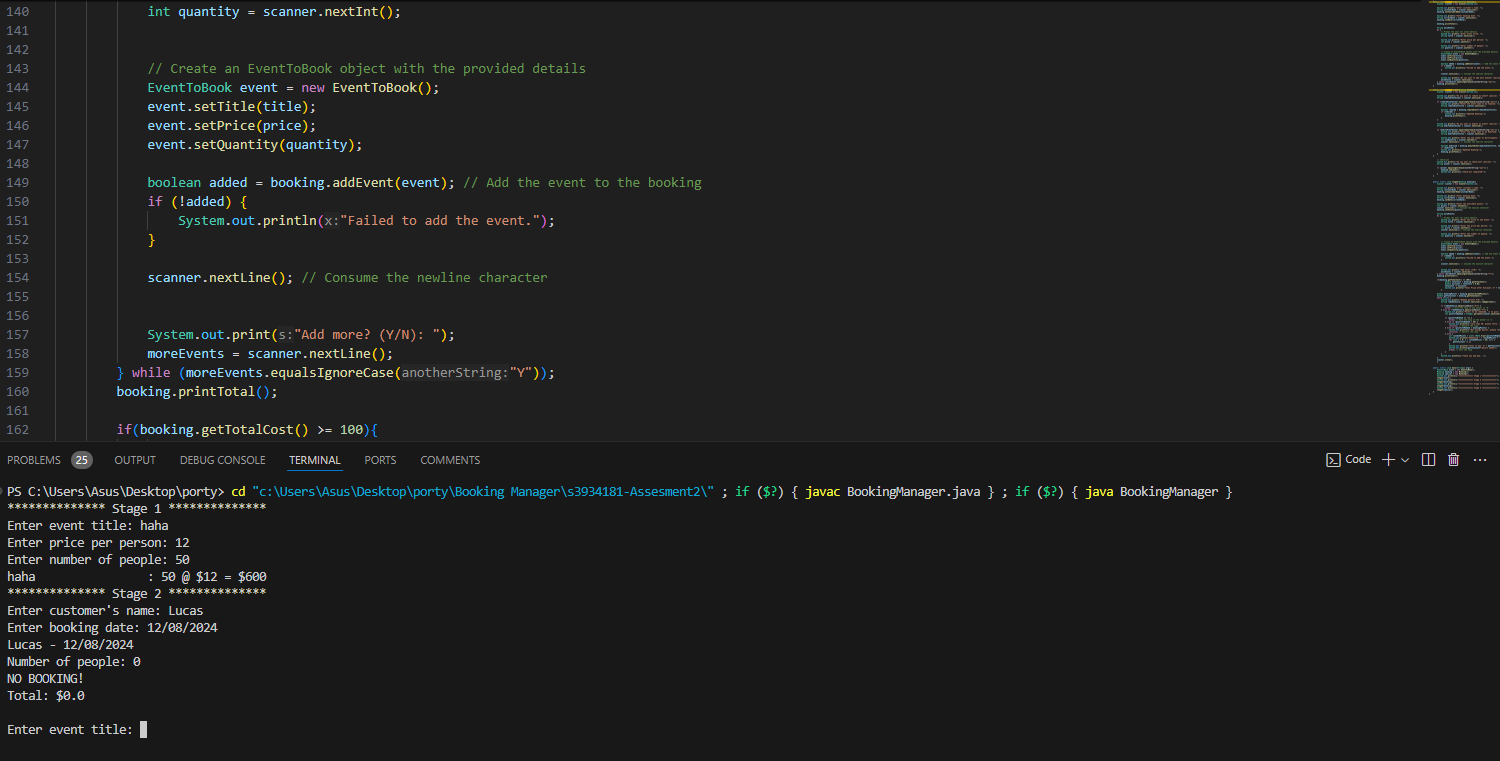 140 int quantity = scanner.nextInt();
141
142
143 // Create an EventToBook object with the provided details
144 EventToBook event = new EventToBook();
145 event.setTitle(title);
146 event.setPrice(price);
147 event.setQuantity(quantity);
148
149 boolean added = booking.addEvent(event); // Add the event to the booking
150 if (!added) {
151 System.out.println(x:"Failed to add the event.");
152 }
153
154 scanner.nextLine(); // Consume the newline character
155
156
157 System.out.print(s:"Add more? (Y/N): ");
158 moreEvents = scanner.nextLine();
159 } while (moreEvents.equalsIgnoreCase(anotherString:"Y"));
160 booking.printTotal();
161
162 if(booking.getTotalCost() >= 100){
PROBLEMS 25 OUTPUT DEBUG CONSOLE TERMINAL PORTS COMMENTS Code
PS C:\Users\Asus\Desktop\porty> cd "c:\Users\Asus\Desktop\porty\Booking Manager\s3934181-Assesment2\" ; if ($?) { javac BookingManager.java } ; if ($?) { java BookingManager }
************** Stage 1 **************
Enter event title: haha
Enter price per person: 12
Enter number of people: 50
haha : 50 @ $12 = $600
************** Stage 2 **************
Enter customer's name: Lucas
Enter booking date: 12/08/2024
Lucas - 12/08/2024
Number of people: 0
NO BOOKING!
Total: $0.0
Enter event title: